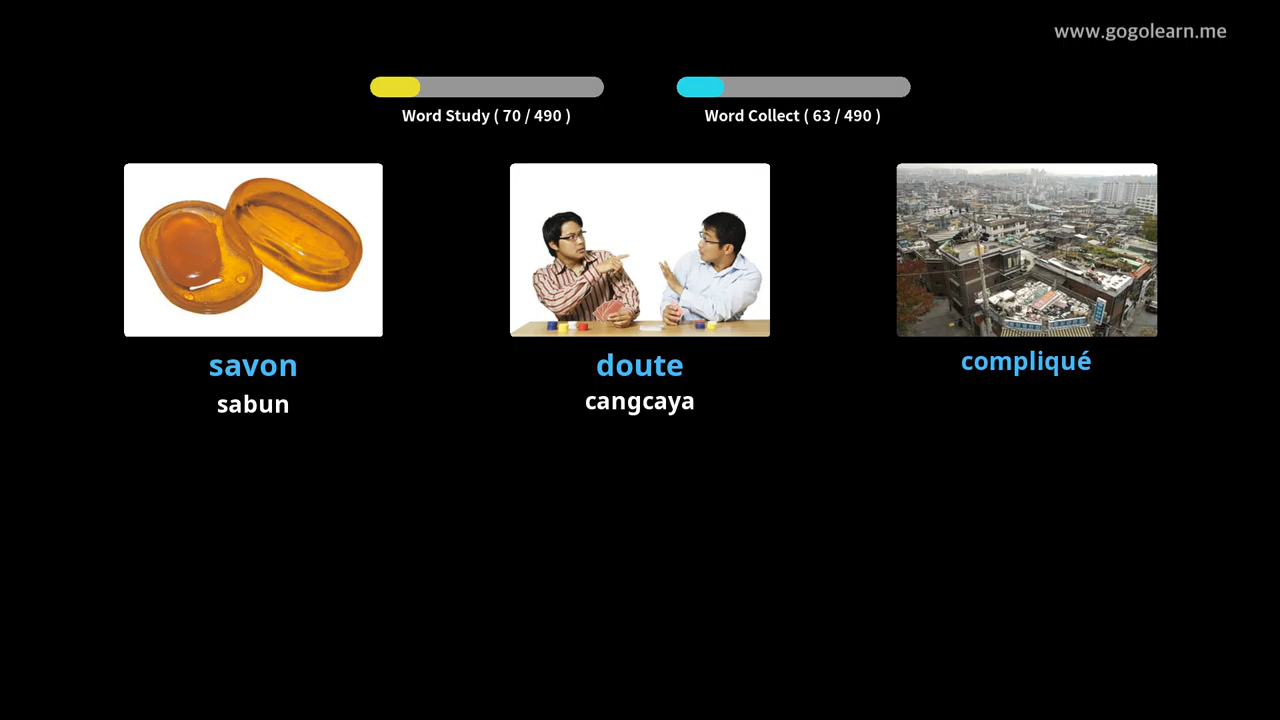 www.gogolearn.me
Word Study ( 70 / 490 )
Word Collect ( 63 / 490 )
savon
sabun
doute
cangcaya
compliqué